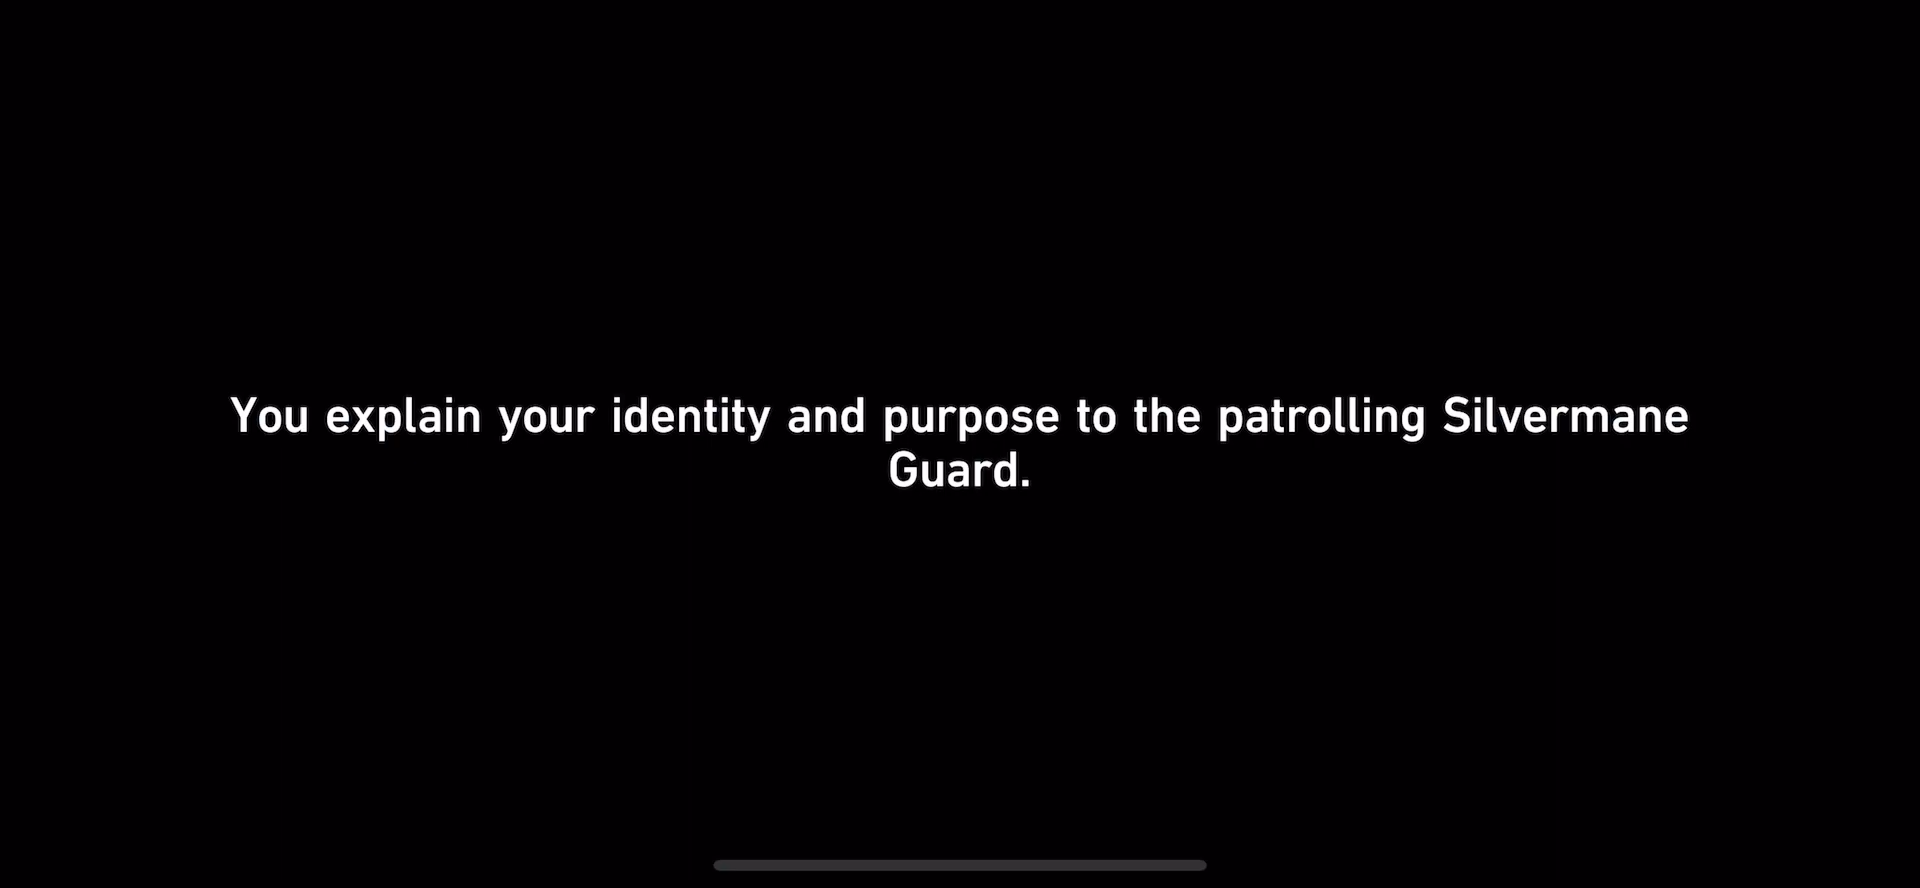 You explain your identity and purpose to the patrolling Silvermane
Guard.